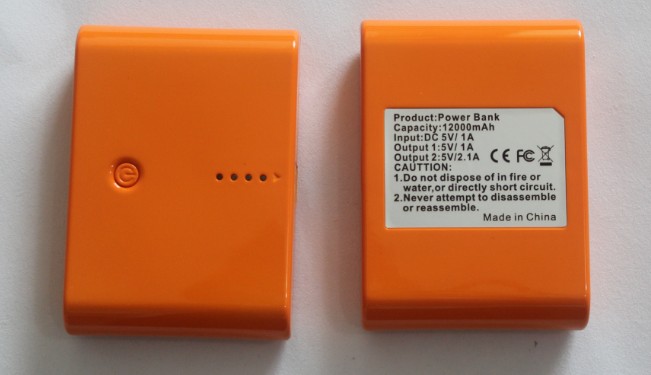 Product:Power Bank
Capacity:12000mAh
Input:DC 5V/ 1A
Output 1:5V/ 1A
Output 2:5V/2.1A CE FC
CAUTTION:
1.Do not dispose of in fire or
water,or directly short circuit.
2.Never attempt to disassemble
or reassemble.
Made in China